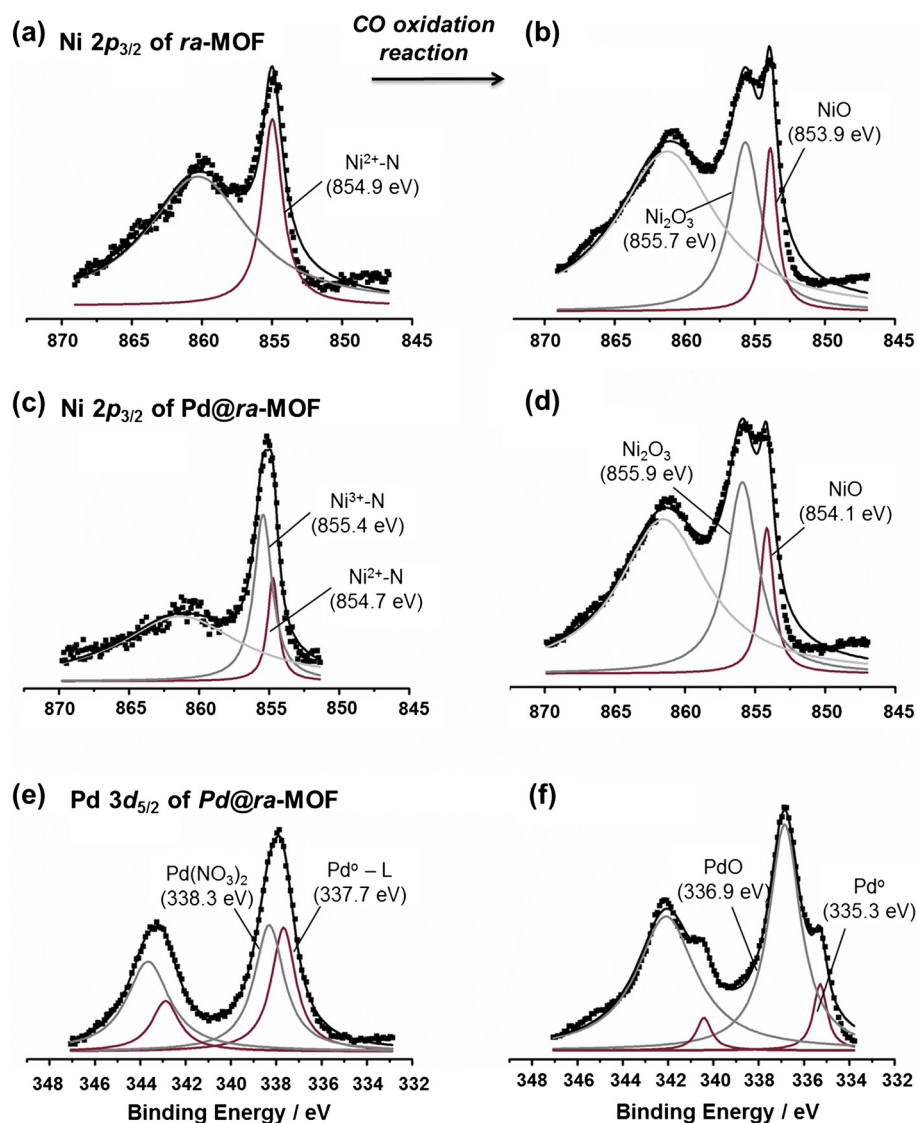 (a) Ni 2p3/2 of ra-MOF
CO oxidation
reaction
(b)
Ni²⁺-N
(854.9 eV)
NiO
(853.9 eV)
Ni₂O₃
(855.7 eV)
870 865 860 855 850 845
870 865 860 855 850 845
(c) Ni 2p3/2 of Pd@ra-MOF
(d)
Ni³⁺-N
(855.4 eV)
Ni²⁺-N
(854.7 eV)
Ni₂O₃
(855.9 eV)
NiO
(854.1 eV)
870 865 860 855 850 845
870 865 860 855 850 845
(e) Pd 3d5/2 of Pd@ra-MOF
(f)
Pd(NO₃)₂
(338.3 eV)
Pdᵒ – L
(337.7 eV)
PdO
(336.9 eV)
Pdᵒ
(335.3 eV)
348 346 344 342 340 338 336 334 332
348 346 344 342 340 338 336 334 332
Binding Energy / eV
Binding Energy / eV